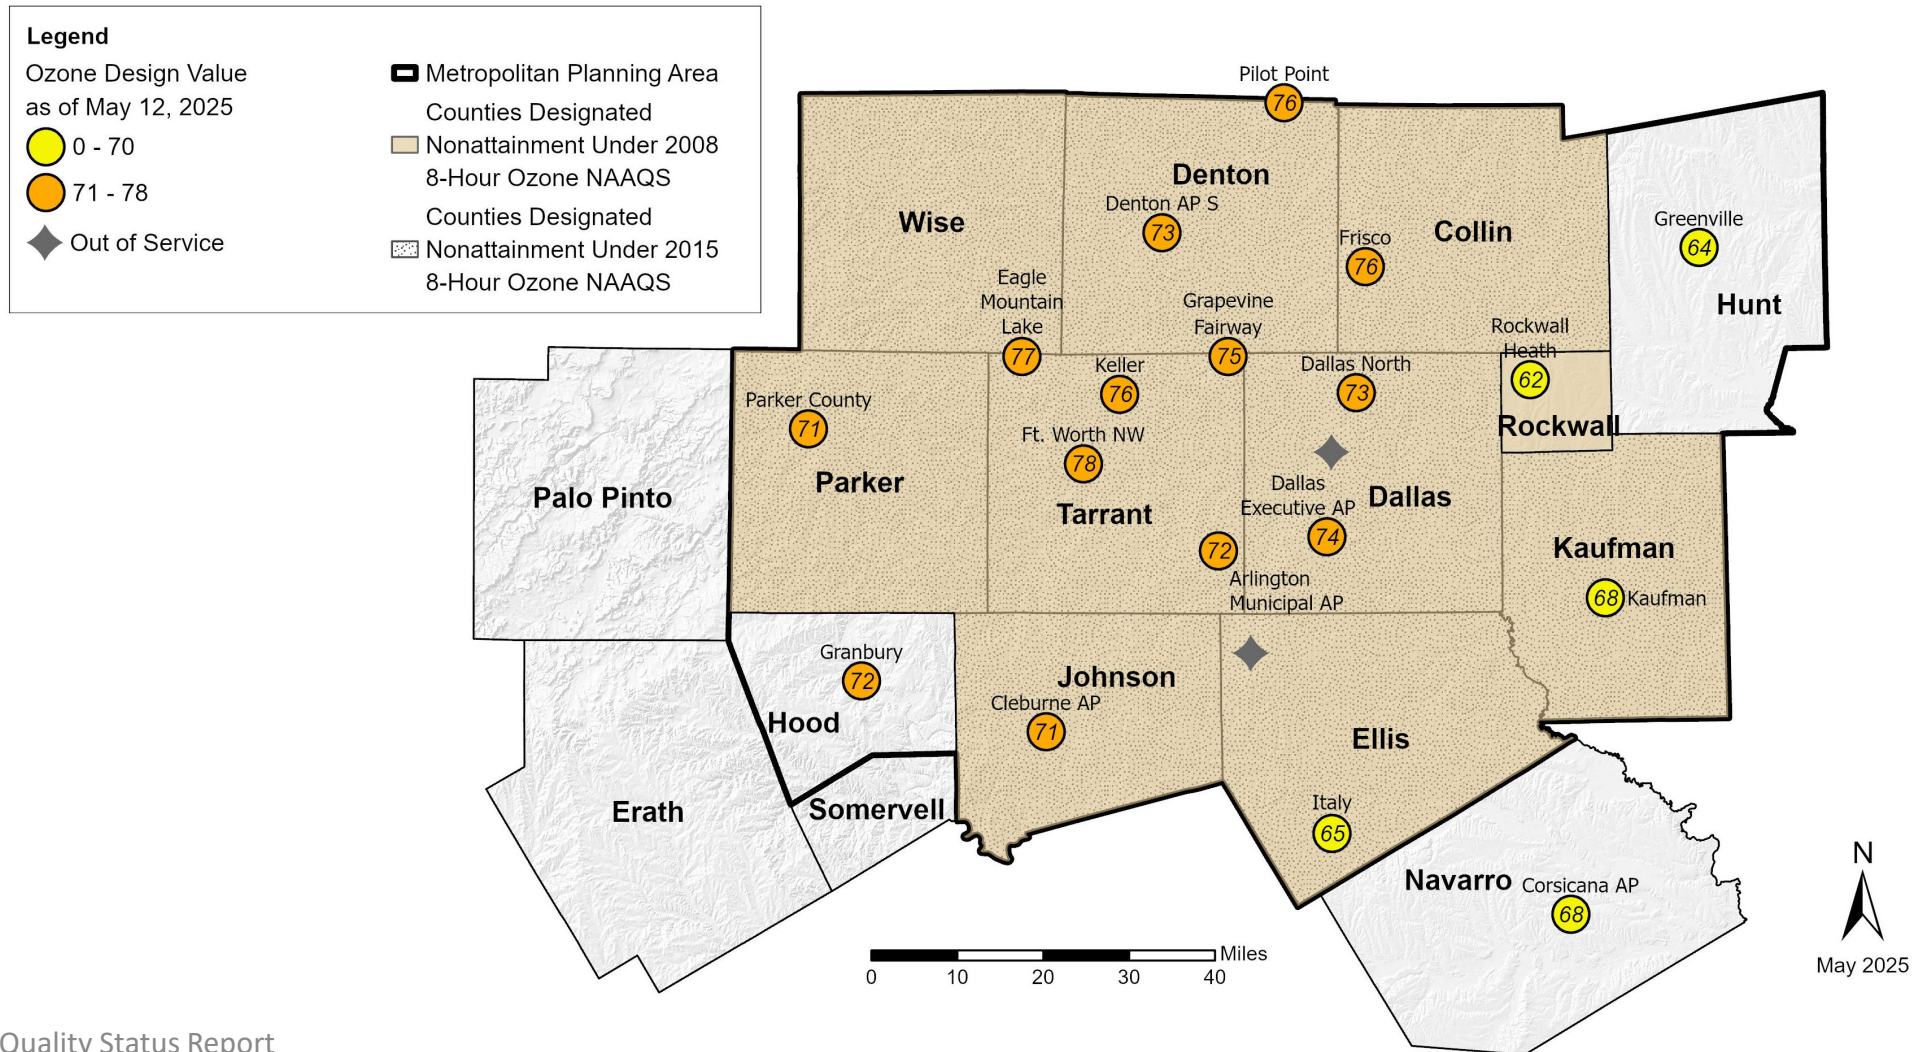 Legend
Ozone Design Value
as of May 12, 2025
0 - 70
71 - 78
Out of Service
Metropolitan Planning Area
Counties Designated
Nonattainment Under 2008
8-Hour Ozone NAAQS
Counties Designated
Nonattainment Under 2015
8-Hour Ozone NAAQS
Pilot Point
76
Denton
Denton AP S
73
Wise
Collin
Frisco
76
Greenville
64
Hunt
Eagle
Mountain
Lake
77
Grapevine
Fairway
75
Rockwall
Heath
62
Rockwall
Keller
76
Dallas North
73
Parker County
71
Parker
Ft. Worth NW
78
Tarrant
Palo Pinto
Dallas
Executive AP
74
Dallas
72
Arlington
Municipal AP
Kaufman
68
Kaufman
Granbury
72
Hood
Johnson
Cleburne AP
71
Ellis
Erath
Somervell
Italy
65
Navarro
Corsicana AP
68
N
May 2025
Miles
0 10 20 30 40
Quality Status Report